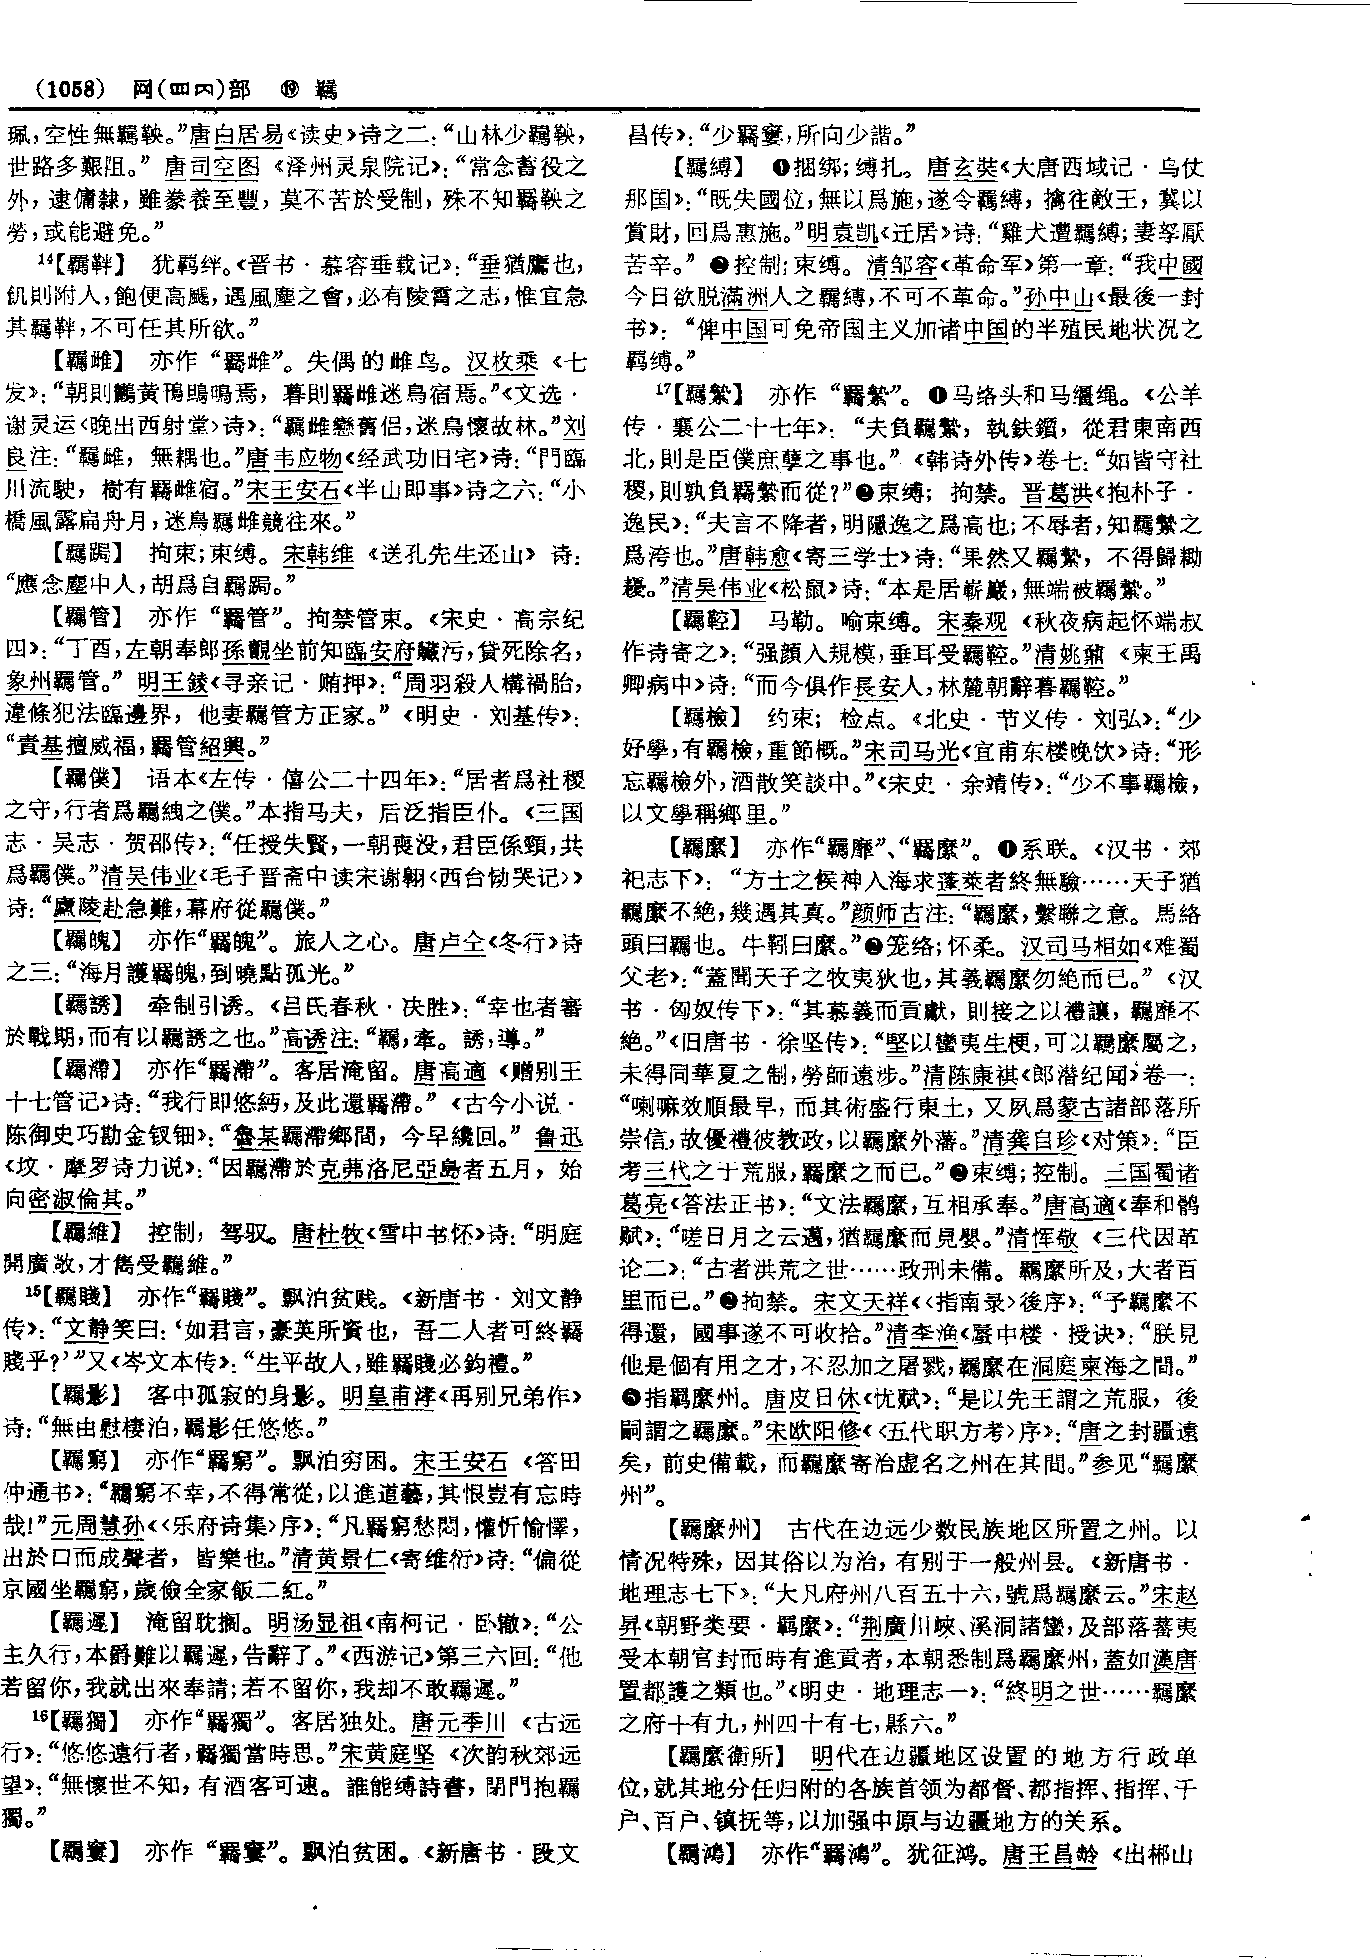 (1058) 网(罒䍏)部 ⑲ 羈
珮,空性無羈鞅。”唐白居易《读史》诗之二:“山林少羈鞅,
世路多艱阻。” 唐司空图《泽州灵泉院记》:“常念畜役之
外,逮傭隸,雖豢養至豐,莫不苦於受制,殊不知羈鞅之
勞,或能避免。”
14【羈靽】 犹羁绊。《晋书·慕容垂载记》:“垂猶鷹也,
飢則附人,飽便高颺,遇風塵之會,必有陵霄之志,惟宜急
其羈靽,不可任其所欲。”
【羈雌】 亦作“羇雌”。失偶的雌鸟。汉枚乘《七
发》:“朝則鸝黄鳱鴠鳴焉,暮則羇雌迷鳥宿焉。”《文选·
谢灵运〈晚出西射堂〉诗》:“羈雌戀舊侣,迷鳥懷故林。”刘
良注:“羈雌,無耦也。”唐韦应物《经武功旧宅》诗:“門臨
川流駛,樹有羇雌宿。”宋王安石《半山即事》诗之六:“小
橋風露扁舟月,迷鳥羈雌競往來。”
【羈跼】 拘束;束缚。宋韩维《送孔先生还山》诗:
“應念塵中人,胡爲自羈跼。”
【羈管】 亦作“羇管”。拘禁管束。《宋史·高宗纪
四》:“丁酉,左朝奉郎孫覿坐前知臨安府贜污,貸死除名,
象州羈管。” 明王錂《寻亲记·贿押》:“周羽殺人構禍胎,
違條犯法臨邊界,他妻羈管方正家。”《明史·刘基传》:
“責基擅威福,羇管紹興。”
【羈僕】 语本《左传·僖公二十四年》:“居者爲社稷
之守,行者爲羈絏之僕。”本指马夫,后泛指臣仆。《三国
志·吴志·贺邵传》:“任授失賢,一朝喪没,君臣係頸,共
爲羈僕。”清吴伟业《毛子晋斋中读宋谢翱〈西台恸哭记〉》
诗:“廬陵赴急難,幕府從羈僕。”
【羈魄】 亦作“羇魄”。旅人之心。唐卢仝《冬行》诗
之三:“海月護羈魄,到曉點孤光。”
【羈誘】 牵制引诱。《吕氏春秋·决胜》:“幸也者審
於戰期,而有以羈誘之也。”高诱注:“羈,牽。誘,導。”
【羈滯】 亦作“羇滯”。客居淹留。唐高適《赠别王
十七管记》诗:“我行即悠緬,及此還羇滯。”《古今小说·
陈御史巧勘金钗钿》:“魯某羈滯鄉間,今早纔回。” 鲁迅
《坟·摩罗诗力说》:“因羈滯於克弗洛尼亞島者五月,始
向密淑倫其。”
【羈維】 控制,驾驭。唐杜牧《雪中书怀》诗:“明庭
開廣敞,才雋受羈維。”
15【羈賤】 亦作“羇賤”。飘泊贫贱。《新唐书·刘文静
传》:“文静笑曰:‘如君言,豪英所資也,吾二人者可終羇
賤乎?’”又《岑文本传》:“生平故人,雖羇賤必鈞禮。”
【羈影】 客中孤寂的身影。明皇甫涍《再别兄弟作》
诗:“無由慰棲泊,羈影任悠悠。”
【羈窮】 亦作“羇窮”。飘泊穷困。宋王安石《答田
仲通书》:“羈窮不幸,不得常從,以進道藝,其恨豈有忘時
哉!”元周慧孙《〈乐府诗集〉序》:“凡羇窮愁悶,懽忻愉懌,
出於口而成聲者,皆樂也。”清黄景仁《寄维衍》诗:“偏從
京國坐羈窮,歲儉全家飯二紅。”
【羈遲】 淹留耽搁。明汤显祖《南柯记·卧辙》:“公
主久行,本爵難以羈遲,告辭了。”《西游记》第三六回:“他
若留你,我就出來奉請;若不留你,我却不敢羈遲。”
16【羈獨】 亦作“羇獨”。客居独处。唐元季川《古远
行》:“悠悠遠行者,羇獨當時思。”宋黄庭坚《次韵秋郊远
望》:“無懷世不知,有酒客可速。誰能縛詩書,閉門抱羈
獨。”
【羈窶】 亦作“羇窶”。飘泊贫困。《新唐书·段文
昌传》:“少羈窶,所向少諧。”
【羈縛】 ❶捆绑;缚扎。唐玄奘《大唐西域记·乌仗
那国》:“既失國位,無以爲施,遂令羈縛,擒往敵王,冀以
賞財,回爲惠施。”明袁凯《迁居》诗:“雞犬遭羈縛;妻孥厭
苦辛。” ❷控制;束缚。清邹容《革命军》第一章:“我中國
今日欲脱滿洲人之羈縛,不可不革命。”孙中山《最後一封
书》:“俾中国可免帝国主义加诸中国的半殖民地状况之
羁缚。”
17【羈縶】 亦作“羇縶”。❶马络头和马缰绳。《公羊
传·襄公二十七年》:“夫負羈縶,執鈇鑕,從君東南西
北,則是臣僕庶孽之事也。”《韩诗外传》卷七:“如皆守社
稷,則孰負羇縶而從?”❷束缚;拘禁。晋葛洪《抱朴子·
逸民》:“夫言不降者,明隱逸之爲高也;不辱者,知羈縶之
爲洿也。”唐韩愈《寄三学士》诗:“果然又羈縶,不得歸耡
耰。”清吴伟业《松鼠》诗:“本是居嶄巖,無端被羈縶。”
【羈鞚】 马勒。喻束缚。宋秦观《秋夜病起怀端叔
作诗寄之》:“强顔入規模,垂耳受羈鞚。”清姚鼐《柬王禹
卿病中》诗:“而今俱作長安人,林麓朝辭暮羈鞚。”
【羈檢】 约束;检点。《北史·节义传·刘弘》:“少
好學,有羈檢,重節概。”宋司马光《宜甫东楼晚饮》诗:“形
忘羈檢外,酒散笑談中。”《宋史·余靖传》:“少不事羈檢,
以文學稱鄉里。”
【羈縻】 亦作“羈靡”、“羇縻”。❶系联。《汉书·郊
祀志下》:“方士之候神入海求蓬萊者終無驗……天子猶
羈縻不絶,幾遇其真。”颜师古注:“羈縻,繫聯之意。馬絡
頭曰羈也。牛靷曰縻。”❷笼络;怀柔。汉司马相如《难蜀
父老》:“蓋聞天子之牧夷狄也,其義羈縻勿絶而已。”《汉
书·匈奴传下》:“其慕義而貢獻,則接之以禮讓,羈靡不
絶。”《旧唐书·徐坚传》:“堅以蠻夷生梗,可以羈縻屬之,
未得同華夏之制,勞師遠涉。”清陈康祺《郎潜纪闻》卷一:
“喇嘛效順最早,而其術盛行東土,又夙爲蒙古諸部落所
崇信,故優禮彼教政,以羈縻外藩。”清龚自珍《对策》:“臣
考三代之于荒服,羈縻之而已。”❸束缚;控制。三国蜀诸
葛亮《答法正书》:“文法羈縻,互相承奉。”唐高適《奉和鹘
赋》:“嗟日月之云邁,猶羈縻而見嬰。”清恽敬《三代因革
论二》:“古者洪荒之世……政刑未備。羈縻所及,大者百
里而已。”❹拘禁。宋文天祥《〈指南录〉後序》:“予羈縻不
得還,國事遂不可收拾。”清李渔《蜃中楼·授诀》:“朕見
他是個有用之才,不忍加之屠戮,羈縻在洞庭東海之間。”
❺指羁縻州。唐皮日休《忧赋》:“是以先王謂之荒服,後
嗣謂之羈縻。”宋欧阳修《〈五代职方考〉序》:“唐之封疆遠
矣,前史備載,而羈縻寄治虛名之州在其間。”参见“羈縻
州”。
【羈縻州】 古代在边远少数民族地区所置之州。以
情况特殊,因其俗以为治,有别于一般州县。《新唐书·
地理志七下》:“大凡府州八百五十六,號爲羈縻云。”宋赵
昇《朝野类要·羁縻》:“荆廣川峽、溪洞諸蠻,及部落蕃夷
受本朝官封而時有進貢者,本朝悉制爲羈縻州,蓋如漢唐
置都護之類也。”《明史·地理志一》:“終明之世……羈縻
之府十有九,州四十有七,縣六。”
【羈縻衛所】 明代在边疆地区设置的地方行政单
位,就其地分任归附的各族首领为都督、都指挥、指挥、千
户、百户、镇抚等,以加强中原与边疆地方的关系。
【羈鴻】 亦作“羇鴻”。犹征鸿。唐王昌龄《出郴山